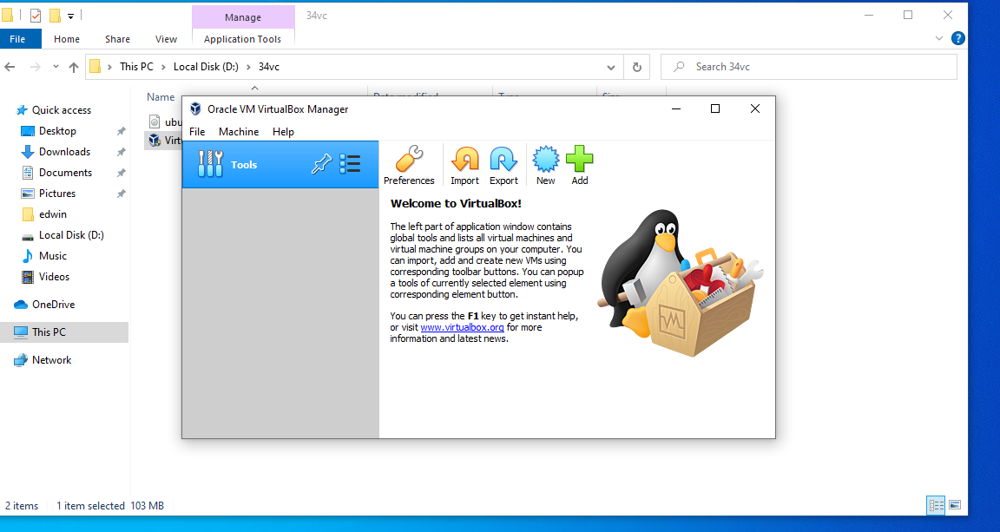 Manage
34vc
File
Home
Share
View
Application Tools
This PC
Local Disk (D:)
34vc
Search 34vc
Name
Date modified
Type
Size
Quick access
Desktop
Downloads
Documents
Pictures
edwin
Local Disk (D:)
Music
Videos
OneDrive
This PC
Network
ubu
Virt
Oracle VM VirtualBox Manager
File
Machine
Help
Tools
Preferences
Import
Export
New
Add
Welcome to VirtualBox!
The left part of application window contains
global tools and lists all virtual machines and
virtual machine groups on your computer. You
can import, add and create new VMs using
corresponding toolbar buttons. You can popup
a tools of currently selected element using
corresponding element button.
You can press the F1 key to get instant help,
or visit www.virtualbox.org for more
information and latest news.
2 items
1 item selected 103 MB